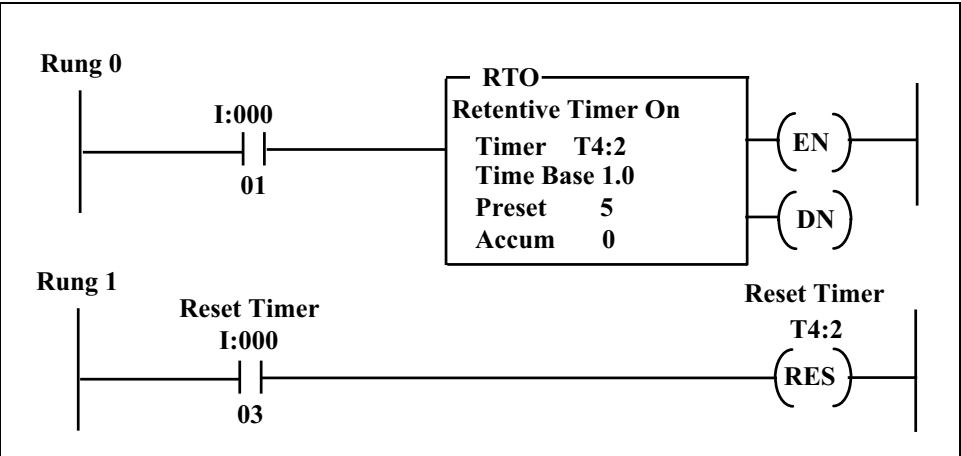 Rung 0
I:000
01
RTO
Retentive Timer On
Timer T4:2
Time Base 1.0
Preset 5
Accum 0
EN
DN
Rung 1
Reset Timer
I:000
03
Reset Timer
T4:2
RES